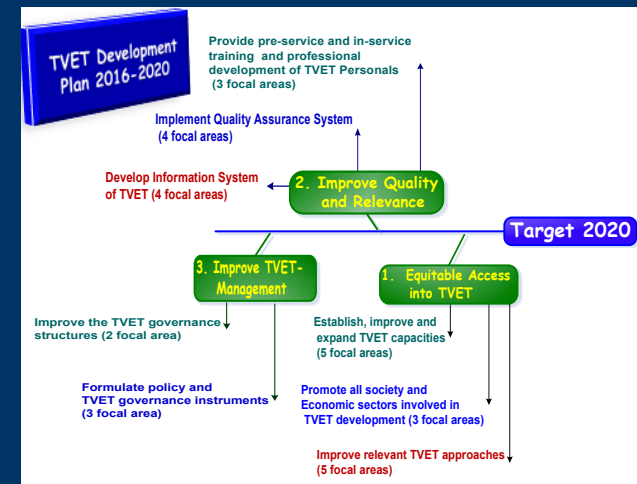 TVET Development
Plan 2016-2020
Provide pre-service and in-service
training and professional
development of TVET Personals
(3 focal areas)
Implement Quality Assurance System
(4 focal areas)
Develop Information System
of TVET (4 focal areas)
2. Improve Quality
and Relevance
Target 2020
3. Improve TVET-
Management
1. Equitable Access
into TVET
Improve the TVET governance
structures (2 focal area)
Establish, improve and
expand TVET capacities
(5 focal areas)
Formulate policy and
TVET governance instruments
(3 focal area)
Promote all society and
Economic sectors involved in
TVET development (3 focal areas)
Improve relevant TVET approaches
(5 focal areas)